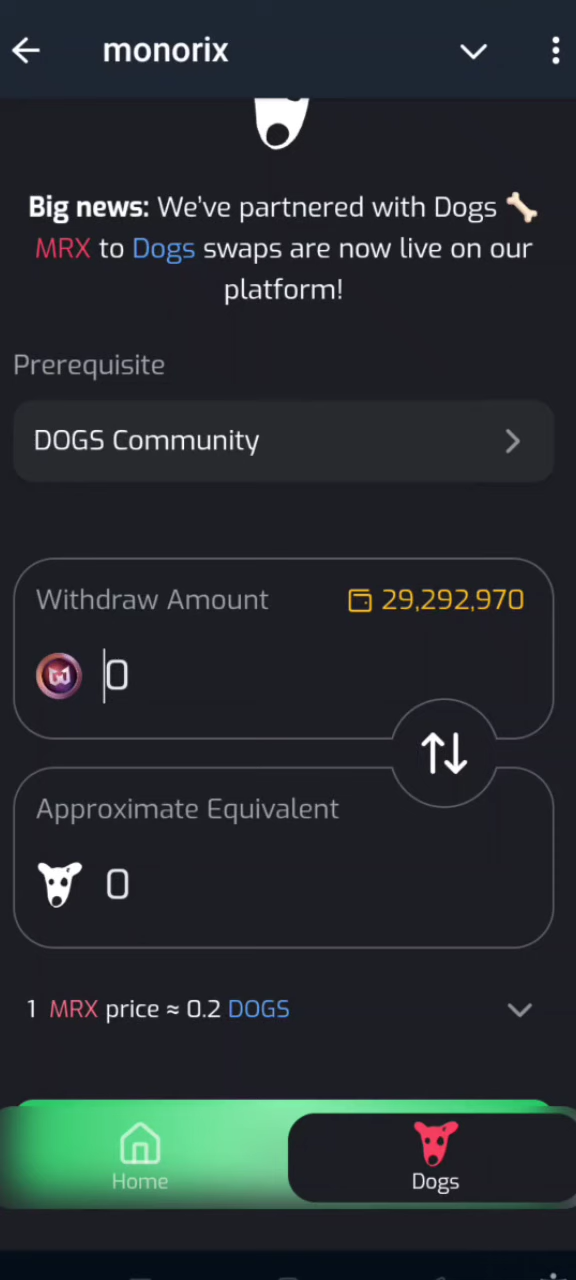 monorix
Big news: We've partnered with Dogs 🦴
MRX to Dogs swaps are now live on our
platform!
Prerequisite
DOGS Community
Withdraw Amount 29,292,970
0
Approximate Equivalent
0
1 MRX price ≈ 0.2 DOGS
Home Dogs